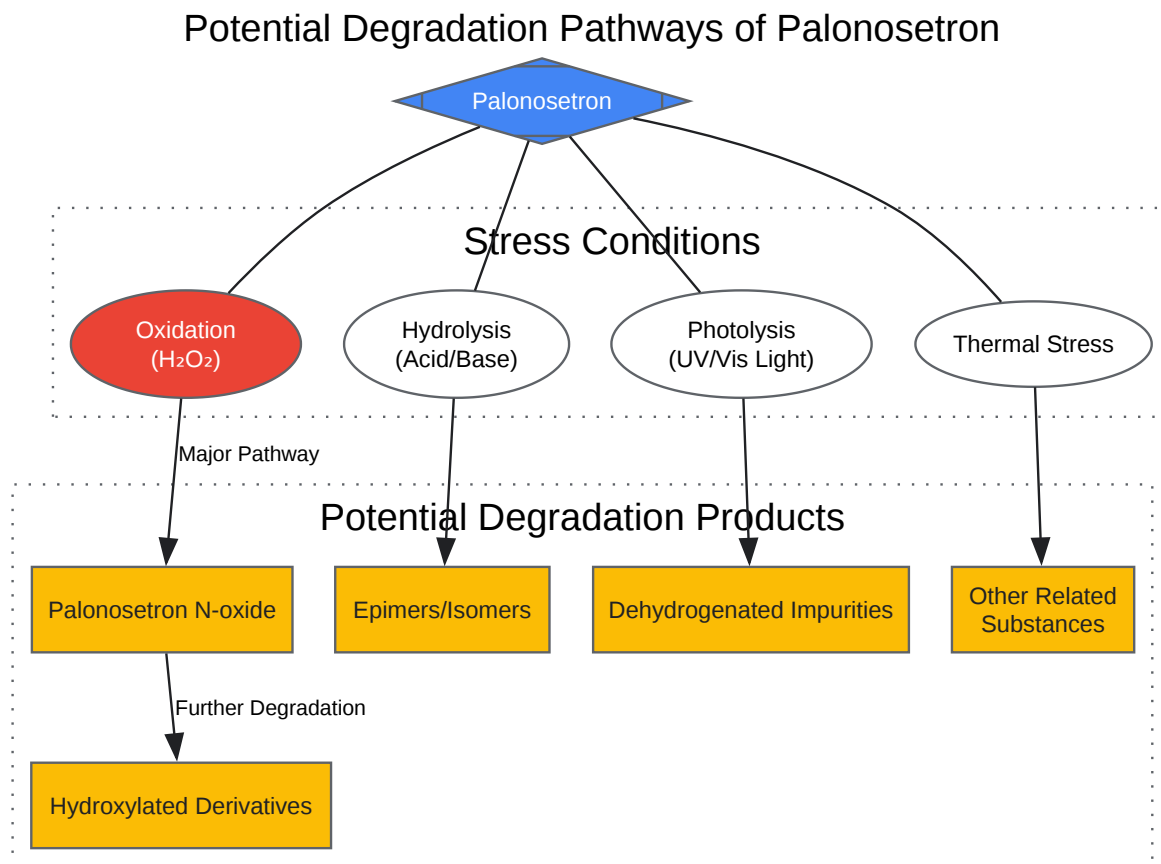 Potential Degradation Pathways of Palonosetron
Palonosetron
Stress Conditions
Oxidation
(H₂O₂)
Hydrolysis
(Acid/Base)
Photolysis
(UV/Vis Light)
Thermal Stress
Major Pathway
Potential Degradation Products
Palonosetron N-oxide
Epimers/Isomers
Dehydrogenated Impurities
Other Related
Substances
Further Degradation
Hydroxylated Derivatives